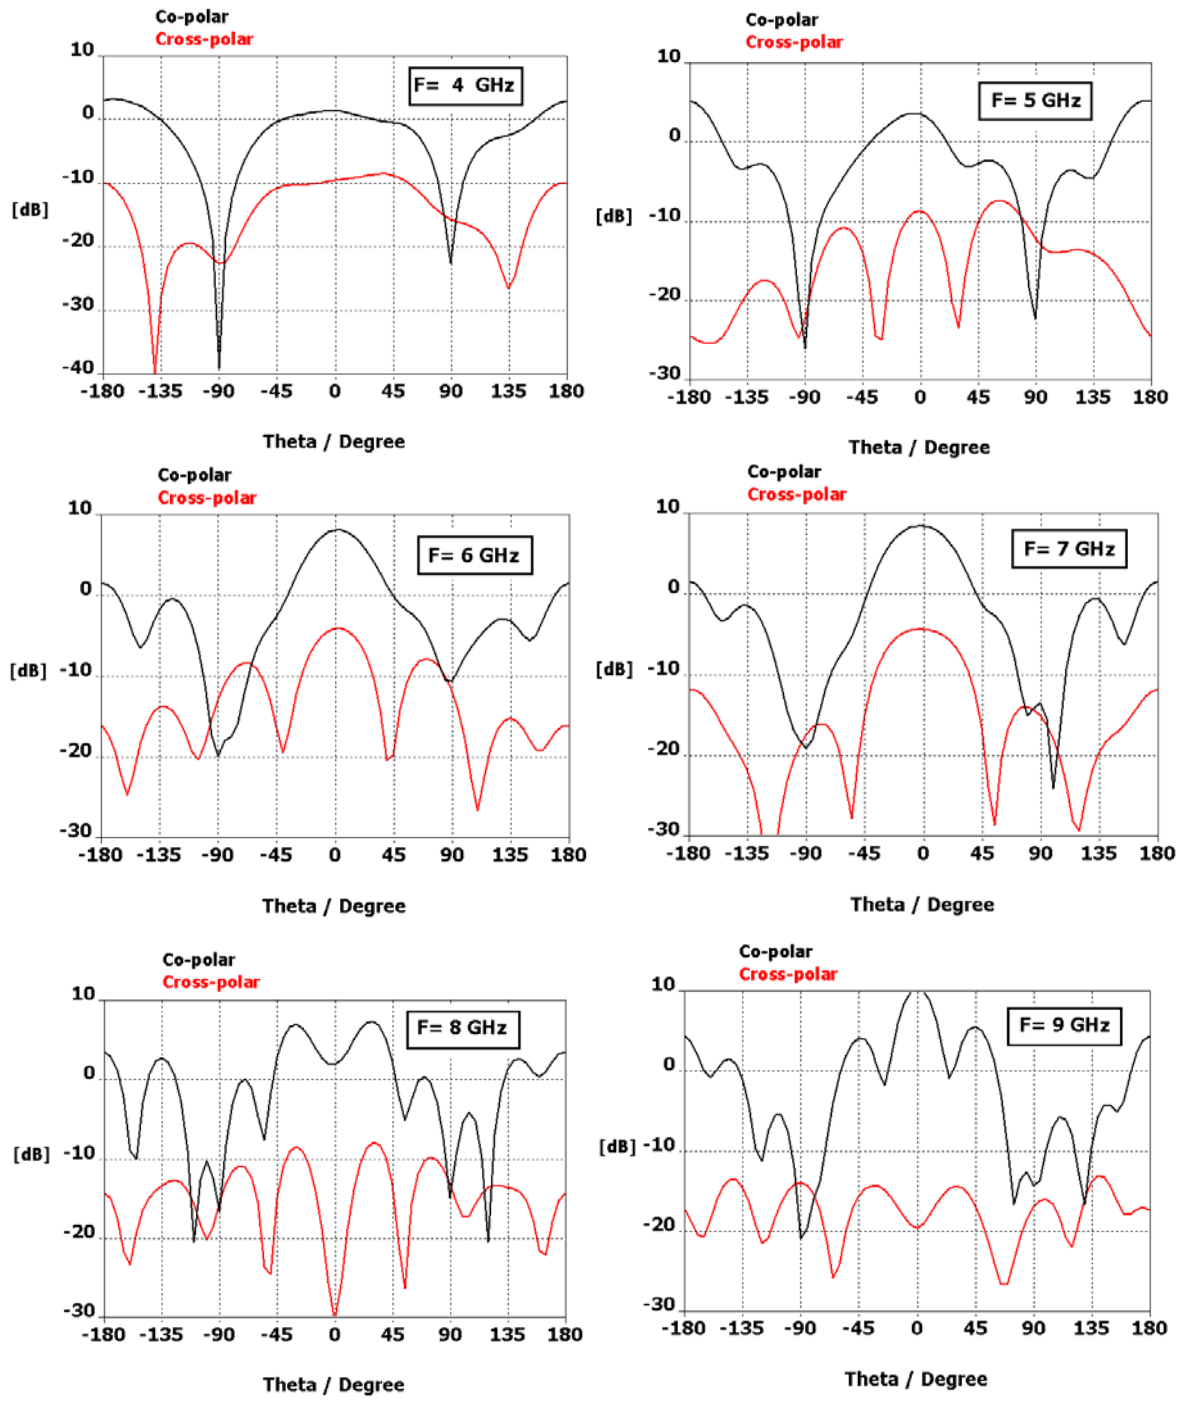 Co-polar
Cross-polar
10
0
-10
-20
-30
-40
[dB]
F=  4  GHz
-180 -135 -90 -45 0 45 90 135 180
Theta / Degree
Co-polar
Cross-polar
10
0
-10
-20
-30
[dB]
F= 5 GHz
-180 -135 -90 -45 0 45 90 135 180
Theta / Degree
Co-polar
Cross-polar
10
0
-10
-20
-30
[dB]
F= 6 GHz
-180 -135 -90 -45 0 45 90 135 180
Theta / Degree
Co-polar
Cross-polar
10
0
-10
-20
-30
[dB]
F= 7 GHz
-180 -135 -90 -45 0 45 90 135 180
Theta / Degree
Co-polar
Cross-polar
10
0
-10
-20
-30
[dB]
F= 8 GHz
-180 -135 -90 -45 0 45 90 135 180
Theta / Degree
Co-polar
Cross-polar
10
0
-10
-20
-30
[dB]
F= 9 GHz
-180 -135 -90 -45 0 45 90 135 180
Theta / Degree